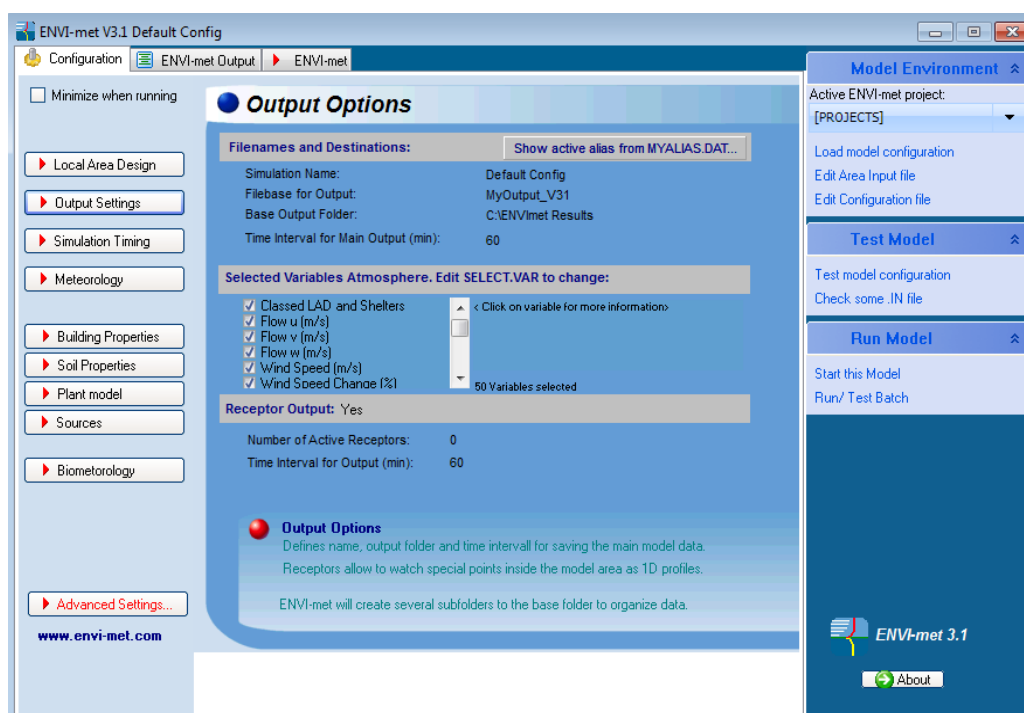 ENVI-met V3.1 Default Config
Configuration ENVI-met Output ENVI-met
Minimize when running
Local Area Design
Output Settings
Simulation Timing
Meteorology
Building Properties
Soil Properties
Plant model
Sources
Biometorology
Advanced Settings...
www.envi-met.com
Output Options
Filenames and Destinations: Show active alias from MYALIAS.DAT...
Simulation Name: Default Config
Filebase for Output: MyOutput_V31
Base Output Folder: C:\ENVImet Results
Time Interval for Main Output (min): 60
Selected Variables Atmosphere. Edit SELECT.VAR to change:
Classed LAD and Shelters
Flow u (m/s)
Flow v (m/s)
Flow w (m/s)
Wind Speed (m/s)
Wind Speed Change (%)
< Click on variable for more information>
50 Variables selected
Receptor Output: Yes
Number of Active Receptors: 0
Time Interval for Output (min): 60
Output Options
Defines name, output folder and time intervall for saving the main model data.
Receptors allow to watch special points inside the model area as 1D profiles.
ENVI-met will create several subfolders to the base folder to organize data.
Model Environment
Active ENVI-met project:
[PROJECTS]
Load model configuration
Edit Area Input file
Edit Configuration file
Test Model
Test model configuration
Check some .IN file
Run Model
Start this Model
Run/ Test Batch
ENVI-met 3.1
About